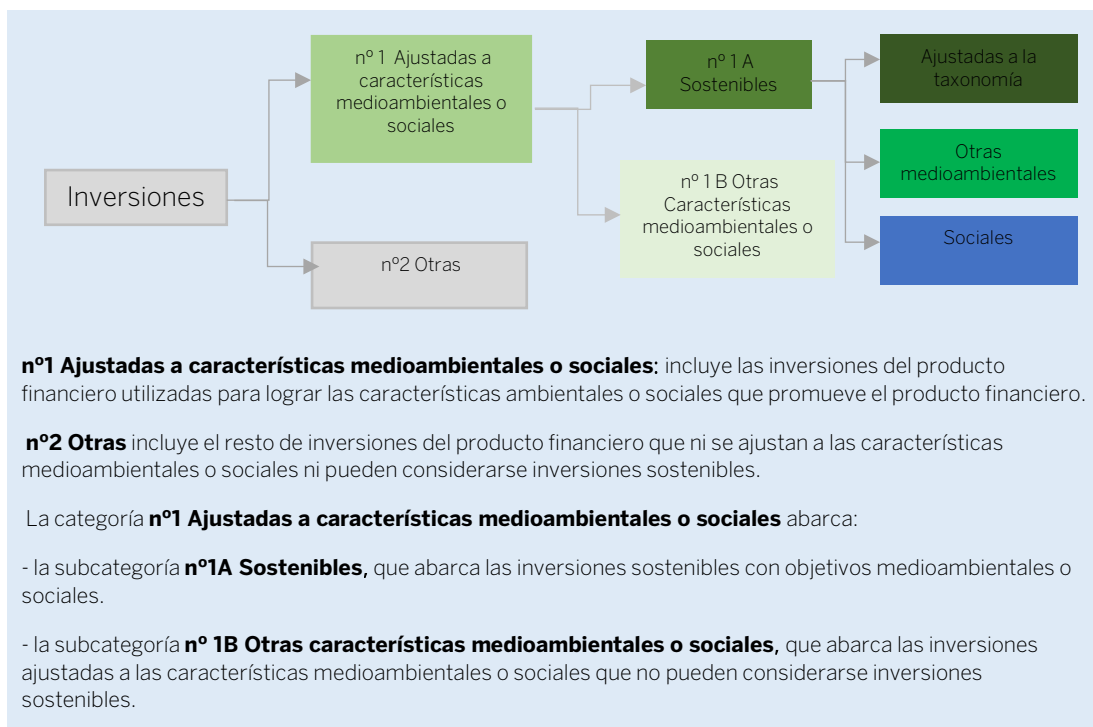 nº 1 Ajustadas a
características
medioambientales o
sociales
nº 1 A
Sostenibles
Ajustadas a la
taxonomía
Otras
medioambientales
nº 1 B Otras
Características
medioambientales o
sociales
Inversiones
Sociales
nº2 Otras
nº1 Ajustadas a características medioambientales o sociales: incluye las inversiones del producto
financiero utilizadas para lograr las características ambientales o sociales que promueve el producto financiero.
nº2 Otras incluye el resto de inversiones del producto financiero que ni se ajustan a las características
medioambientales o sociales ni pueden considerarse inversiones sostenibles.
La categoría nº1 Ajustadas a características medioambientales o sociales abarca:
- la subcategoría nº1A Sostenibles, que abarca las inversiones sostenibles con objetivos medioambientales o
sociales.
- la subcategoría nº 1B Otras características medioambientales o sociales, que abarca las inversiones
ajustadas a las características medioambientales o sociales que no pueden considerarse inversiones
sostenibles.